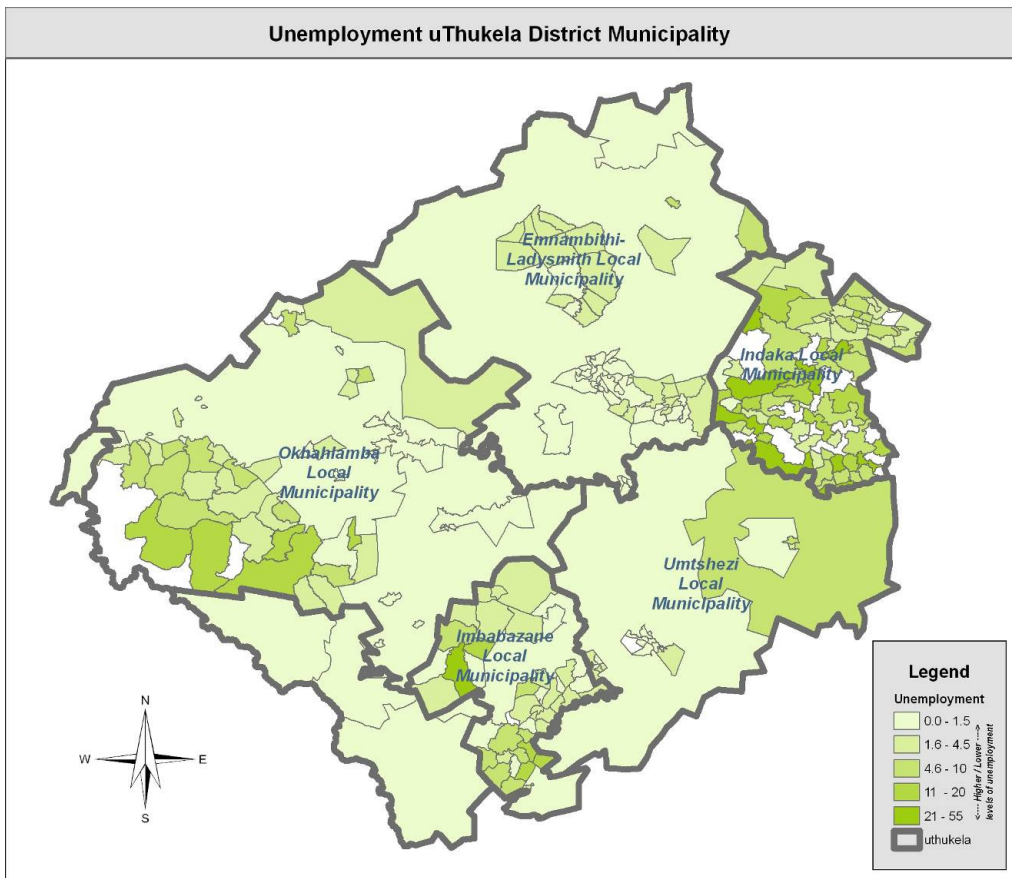 Unemployment uThukela District Municipality
Emnambithi-
Ladysmith Local
Municipality
Indaka Local
Municipality
Okhahlamba
Local
Municipality
Umtshezi
Local
Municipality
Imbabazane
Local
Municipality
N
W
E
S
Legend
Unemployment
0.0 - 1.5
1.6 - 4.5
4.6 - 10
11 - 20
21 - 55
uthukela
<---- Higher / Lower ---->
levels of unemployment